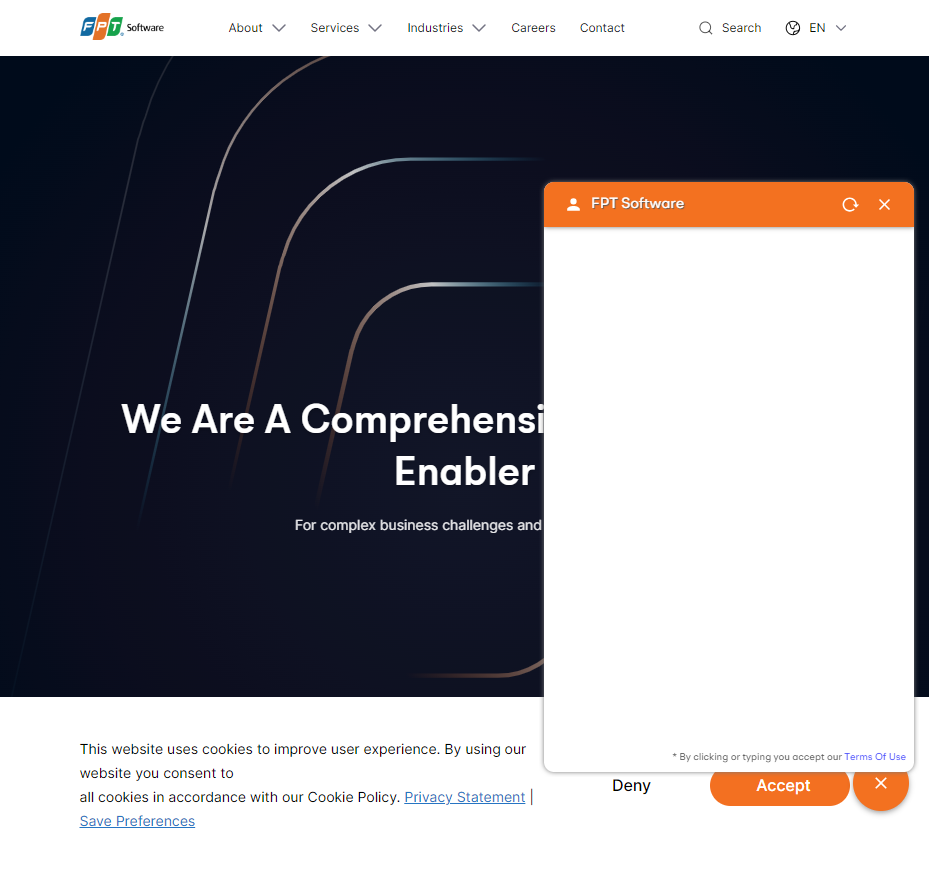 FPT Software
About
Services
Industries
Careers
Contact
Search
EN
FPT Software
We Are A Comprehensi
Enabler
For complex business challenges and
* By clicking or typing you accept our Terms Of Use
This website uses cookies to improve user experience. By using our
website you consent to
all cookies in accordance with our Cookie Policy. Privacy Statement |
Save Preferences
Deny
Accept